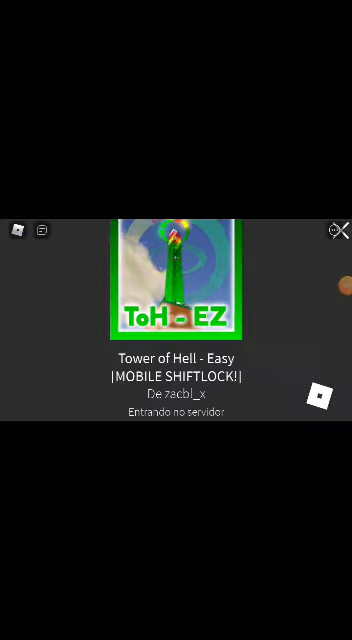 ToH - EZ
Tower of Hell - Easy
|MOBILE SHIFTLOCK!|
De zacbl_x
Entrando no servidor